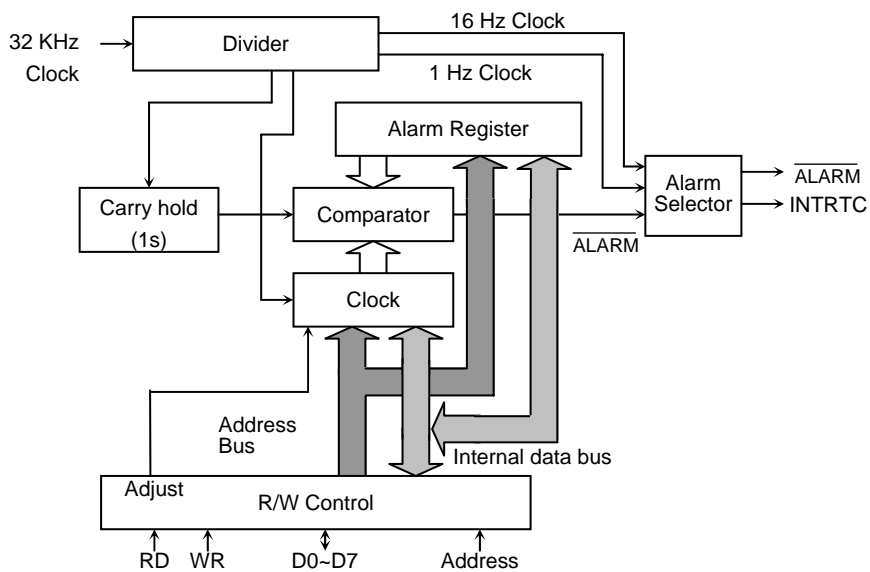 32 KHz
Clock
Divider
16 Hz Clock
1 Hz Clock
Alarm Register
Carry hold
(1s)
Comparator
Alarm
Selector
ALARM
INTRTC
ALARM
Clock
Address
Bus
Internal data bus
Adjust
R/W Control
RD
WR
D0~D7
Address